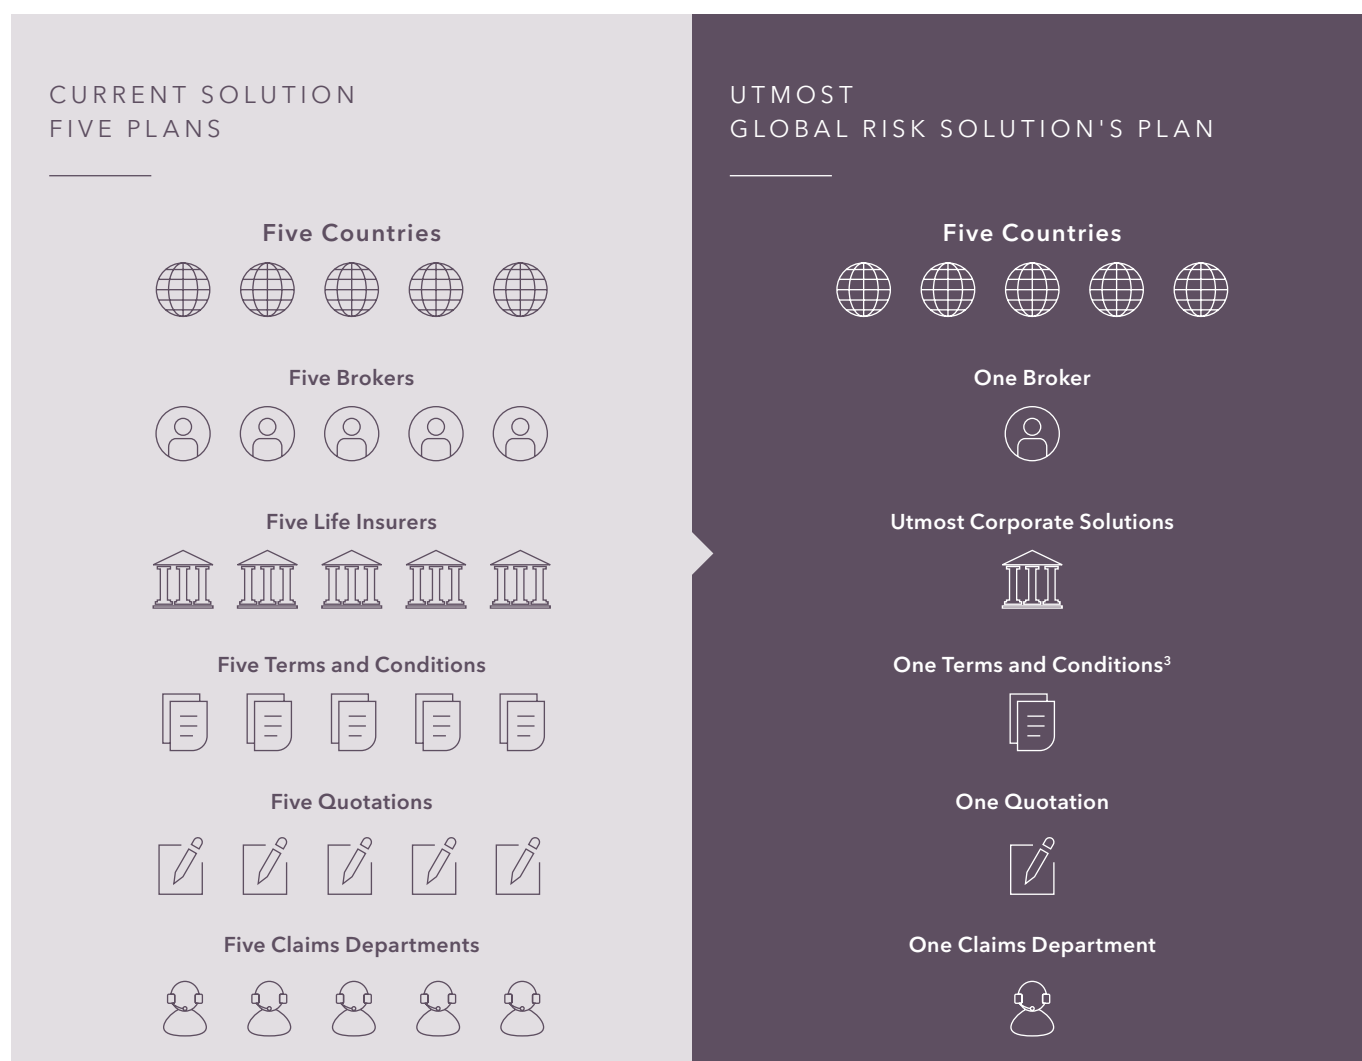 CURRENT SOLUTION
FIVE PLANS
Five Countries
Five Brokers
Five Life Insurers
Five Terms and Conditions
Five Quotations
Five Claims Departments
UTMOST
GLOBAL RISK SOLUTION'S PLAN
Five Countries
One Broker
Utmost Corporate Solutions
One Terms and Conditions³
One Quotation
One Claims Department